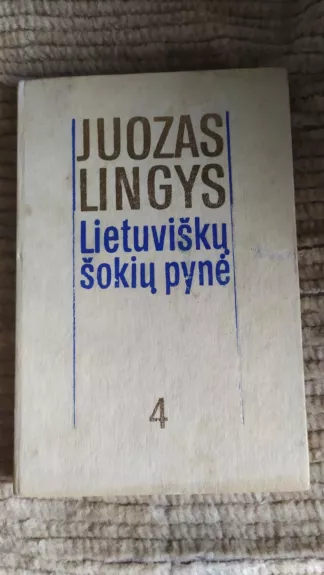 JUOZAS
LINGYS
Lietuviškų
šokių pynė
4